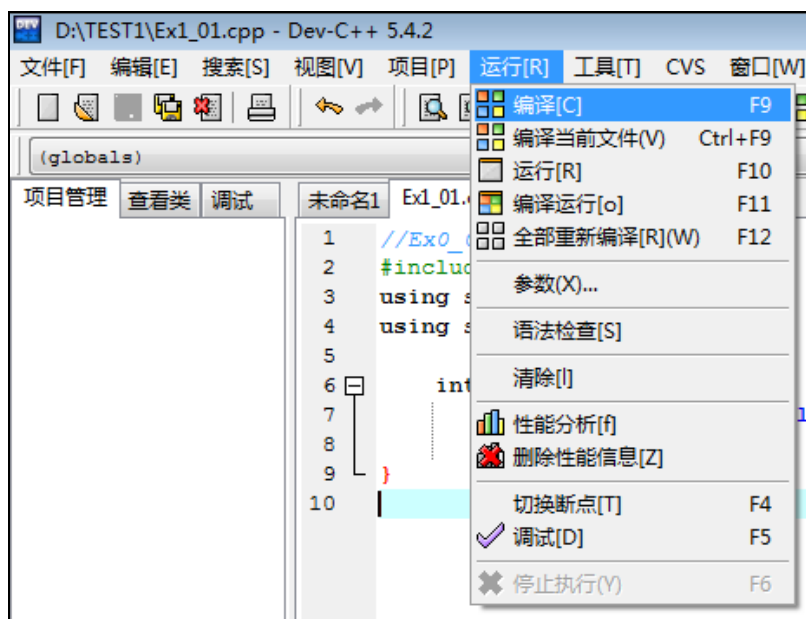 D:\TEST1\Ex1_01.cpp - Dev-C++ 5.4.2
文件[F] 编辑[E] 搜索[S] 视图[V] 项目[P] 运行[R] 工具[T] CVS 窗口[W]
(globals)
项目管理 查看类 调试
未命名1 Ex1_01.
编译[C] F9
编译当前文件(V) Ctrl+F9
运行[R] F10
编译运行[o] F11
全部重新编译[R](W) F12
参数(X)...
语法检查[S]
清除[l]
性能分析[f]
删除性能信息[Z]
切换断点[T] F4
调试[D] F5
停止执行(Y) F6
1 //Ex0_
2 #includ
3 using s
4 using s
5
6 int
7
8
9 }
10